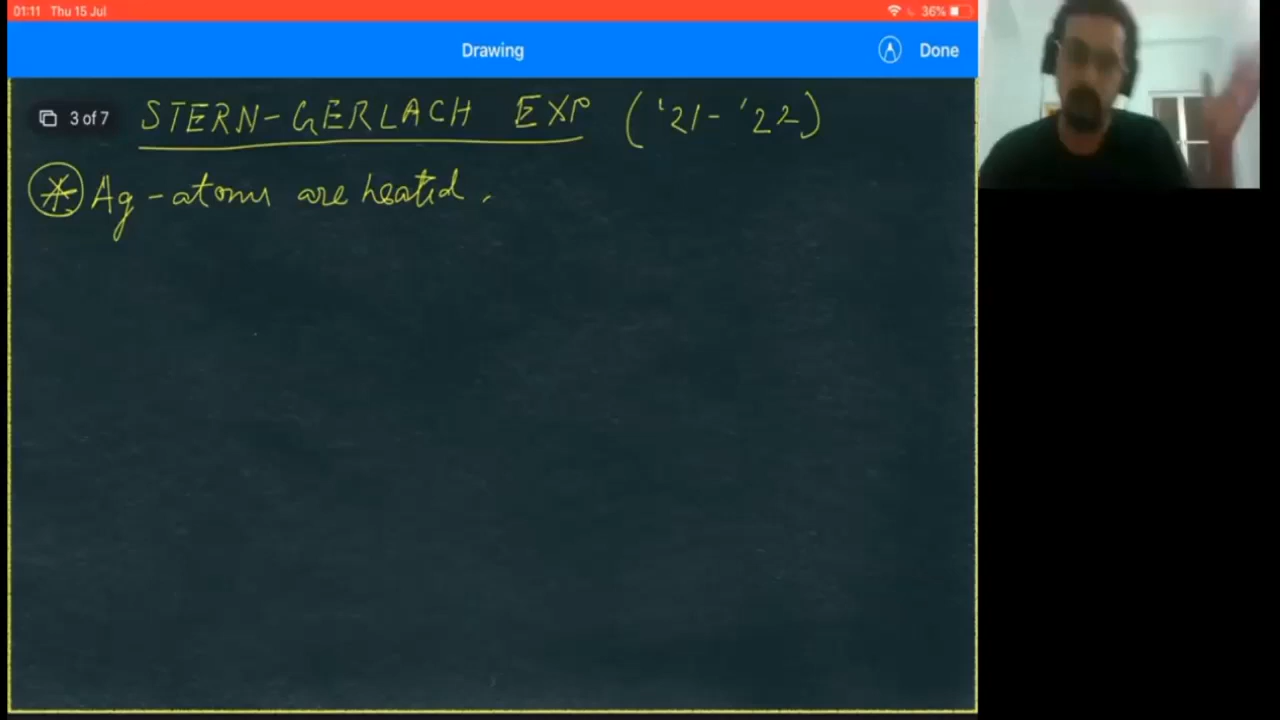 01:11 Thu 15 Jul 36%
Drawing Done
3 of 7 STERN-GERLACH EXP ('21-'22)
* Ag-atoms are heated.